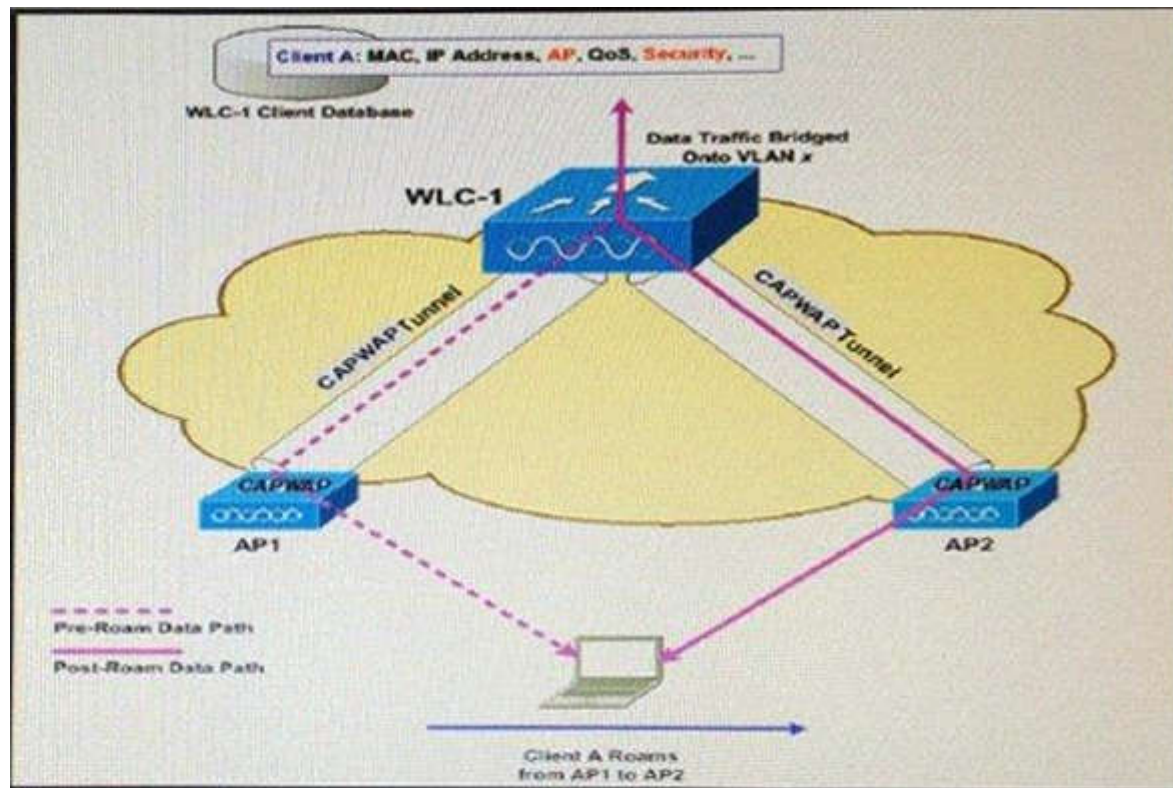 Client A: MAC, IP Address, AP, QoS, Security, ...
WLC-1 Client Database
Data Traffic Bridged
Onto VLAN x
WLC-1
CAPWAP Tunnel
CAPWAP Tunnel
CAPWAP
CAPWAP
AP1
AP2
Pre-Roam Data Path
Post-Roam Data Path
Client A Roams
from AP1 to AP2